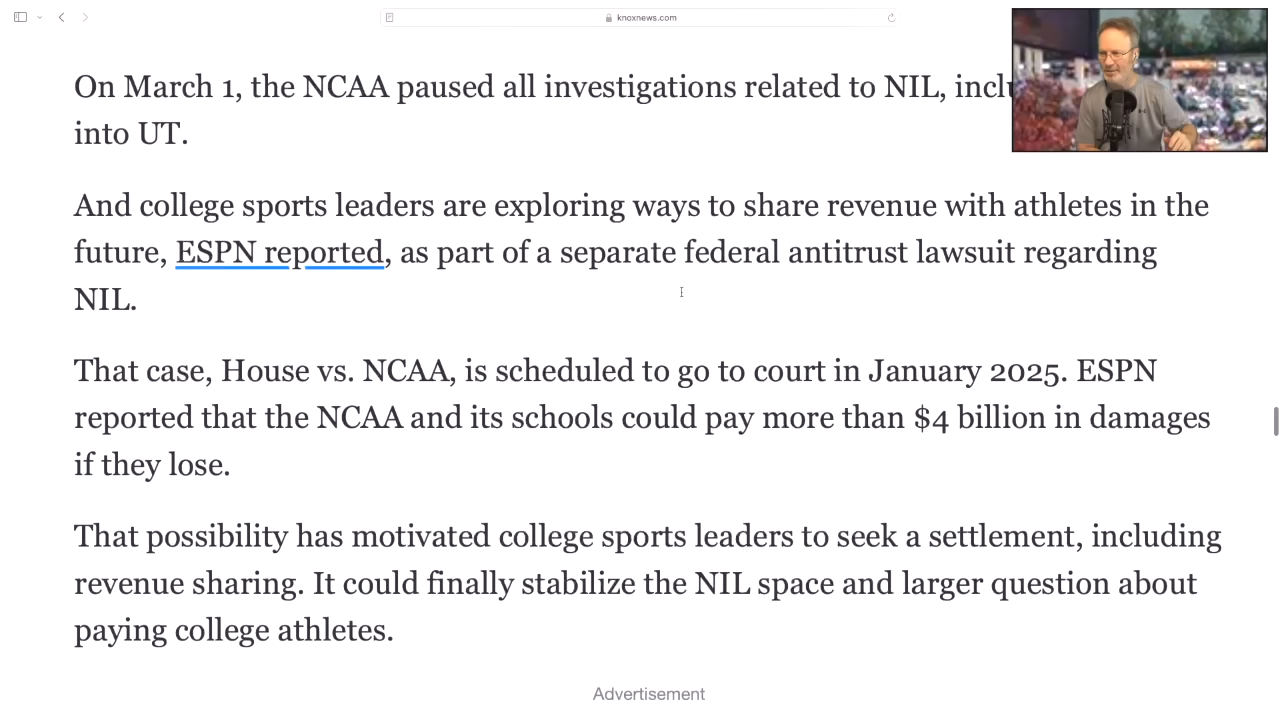 knoxnews.com
On March 1, the NCAA paused all investigations related to NIL,
into UT.
And college sports leaders are exploring ways to share revenue with athletes in the
future, ESPN reported, as part of a separate federal antitrust lawsuit regarding
NIL.
That case, House vs. NCAA, is scheduled to go to court in January 2025. ESPN
reported that the NCAA and its schools could pay more than $4 billion in damages
if they lose.
That possibility has motivated college sports leaders to seek a settlement, including
revenue sharing. It could finally stabilize the NIL space and larger question about
paying college athletes.
Advertisement